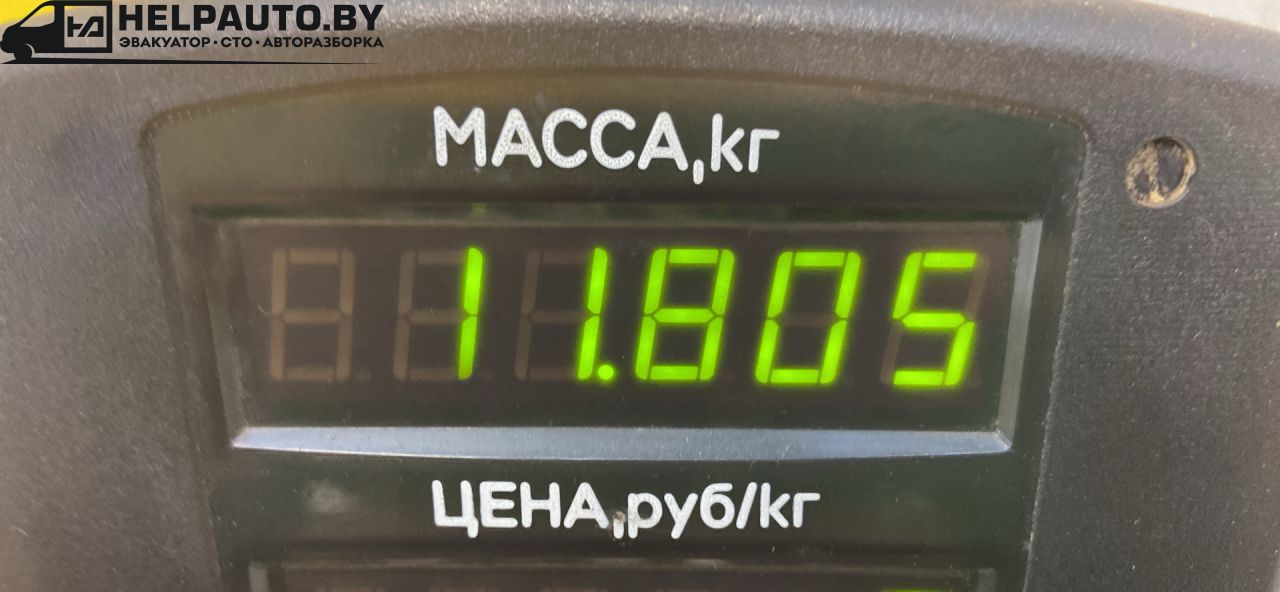 HELPAUTO.BY
ЭВАКУАТОР · СТО · АВТОРАЗБОРКА
МАССА,кг
11.805
ЦЕНА,руб/кг